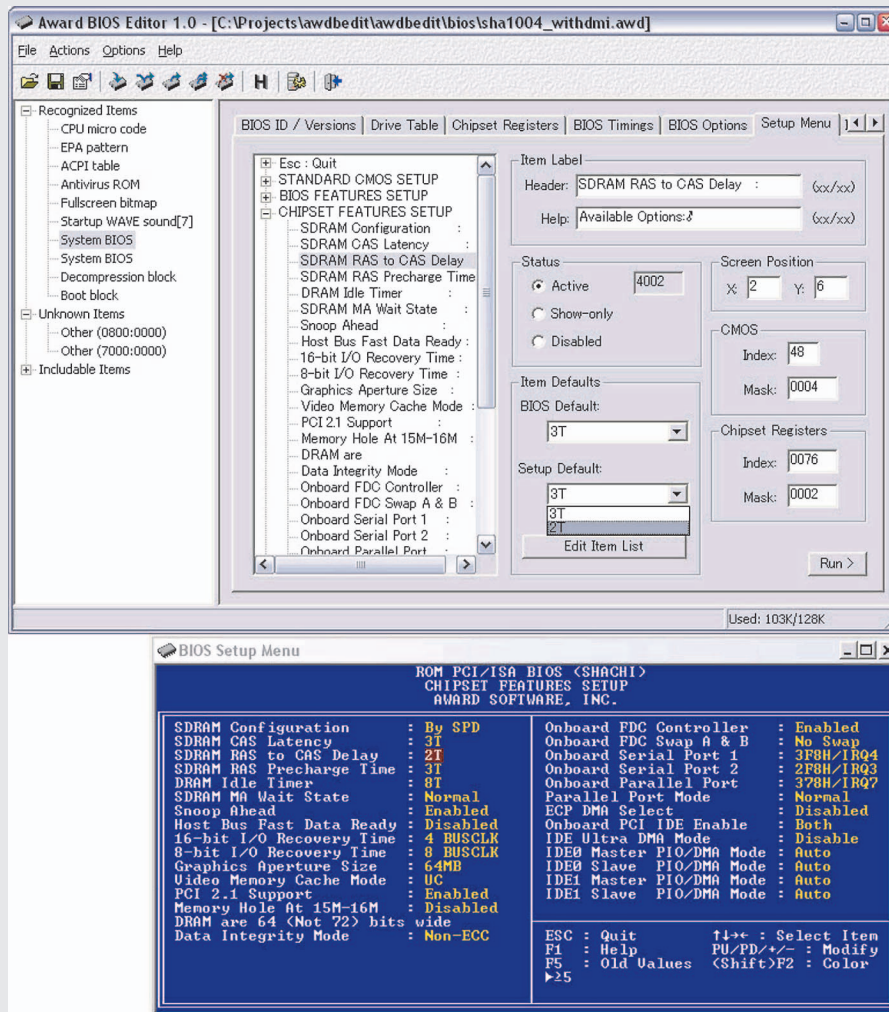 Award BIOS Editor 1.0 - [C:\Projects\awdbedit\awdbedit\bios\sha1004_withdmi.awd]
File Actions Options Help
Recognized Items
CPU micro code
EPA pattern
ACPI table
Antivirus ROM
Fullscreen bitmap
Startup WAVE sound[7]
System BIOS
System BIOS
Decompression block
Boot block
Unknown Items
Other (0800:0000)
Other (7000:0000)
Includable Items
BIOS ID / Versions Drive Table Chipset Registers BIOS Timings BIOS Options Setup Menu
Esc : Quit
STANDARD CMOS SETUP
BIOS FEATURES SETUP
CHIPSET FEATURES SETUP
SDRAM Configuration :
SDRAM CAS Latency :
SDRAM RAS to CAS Delay
SDRAM RAS Precharge Time
DRAM Idle Timer :
SDRAM MA Wait State :
Snoop Ahead :
Host Bus Fast Data Ready :
16-bit I/O Recovery Time :
8-bit I/O Recovery Time :
Graphics Aperture Size :
Video Memory Cache Mode :
PCI 2.1 Support :
Memory Hole At 15M-16M :
DRAM are
Data Integrity Mode :
Onboard FDC Controller :
Onboard FDC Swap A & B :
Onboard Serial Port 1 :
Onboard Serial Port 2 :
Onboard Parallel Port :
Item Label
Header: SDRAM RAS to CAS Delay : (xx/xx)
Help: Available Options:♪ (xx/xx)
Status
Active 4002
Show-only
Disabled
Screen Position
X: 2 Y: 6
CMOS
Index: 48
Mask: 0004
Item Defaults
BIOS Default:
3T
Setup Default:
3T
3T
2T
Edit Item List
Chipset Registers
Index: 0076
Mask: 0002
Run >
Used: 103K/128K
BIOS Setup Menu
ROM PCI/ISA BIOS (SHACHI)
CHIPSET FEATURES SETUP
AWARD SOFTWARE, INC.
SDRAM Configuration : By SPD
SDRAM CAS Latency : 3T
SDRAM RAS to CAS Delay : 2T
SDRAM RAS Precharge Time : 3T
DRAM Idle Timer : 8T
SDRAM MA Wait State : Normal
Snoop Ahead : Enabled
Host Bus Fast Data Ready : Disabled
16-bit I/O Recovery Time : 4 BUSCLK
8-bit I/O Recovery Time : 8 BUSCLK
Graphics Aperture Size : 64MB
Video Memory Cache Mode : UC
PCI 2.1 Support : Enabled
Memory Hole At 15M-16M : Disabled
DRAM are 64 (Not 72) bits wide
Data Integrity Mode : Non-ECC
Onboard FDC Controller : Enabled
Onboard FDC Swap A & B : No Swap
Onboard Serial Port 1 : 3F8H/IRQ4
Onboard Serial Port 2 : 2F8H/IRQ3
Onboard Parallel Port : 378H/IRQ7
Parallel Port Mode : Normal
ECP DMA Select : Disabled
Onboard PCI IDE Enable : Both
IDE Ultra DMA Mode : Disable
IDE0 Master PIO/DMA Mode : Auto
IDE0 Slave PIO/DMA Mode : Auto
IDE1 Master PIO/DMA Mode : Auto
IDE1 Slave PIO/DMA Mode : Auto
ESC : Quit ↑↓→← : Select Item
F1 : Help PU/PD/+/- : Modify
F5 : Old Values (Shift)F2 : Color
►≥5